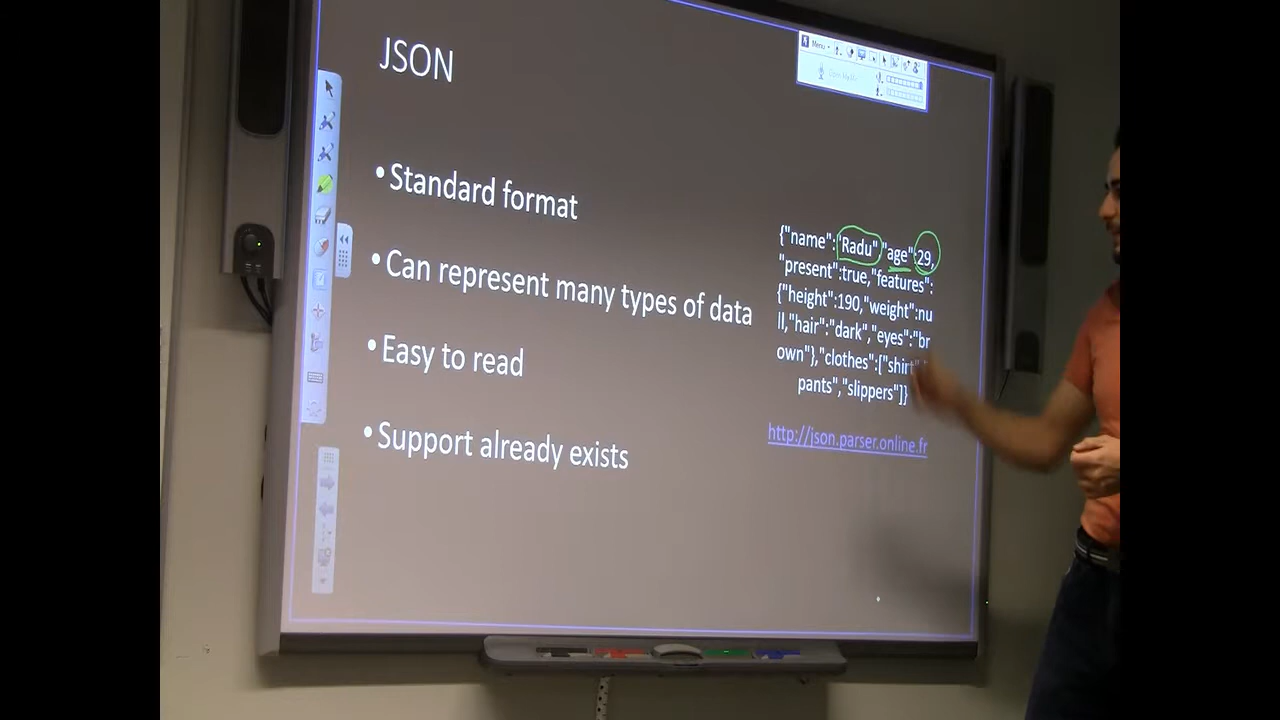 JSON
Menu
• Standard format
• Can represent many types of data
• Easy to read
• Support already exists
{"name":"Radu","age":29,
"present":true,"features":
{"height":190,"weight":nu
ll,"hair":"dark","eyes":"br
own"},"clothes":["shirt","
pants","slippers"]}
http://json.parser.online.fr